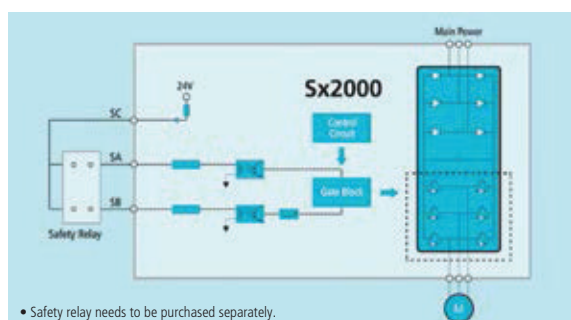 Main Power
24V
Sx2000
SC
Control
Circuit
SA
Gate Block
SB
Safety Relay
M
• Safety relay needs to be purchased separately.